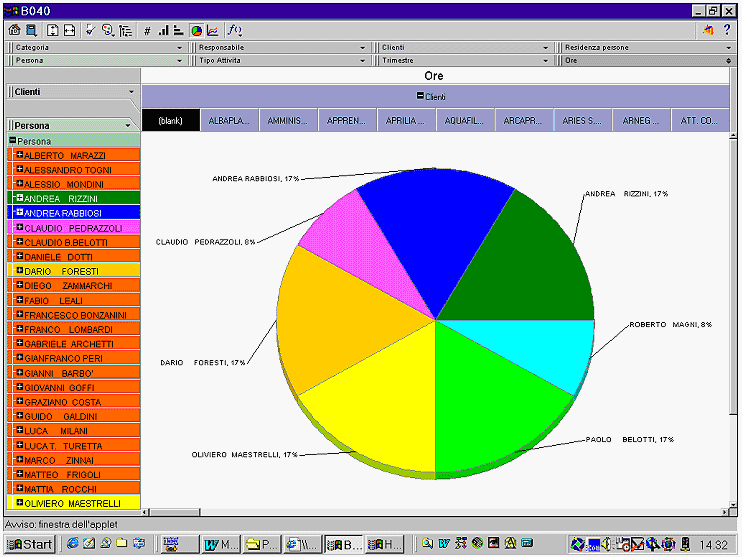 B040
Categoria Responsabile Clienti Residenza persone
Persona Tipo Attivita Trimestre Ore
Ore
Clienti
Clienti
(blank) ALBAPLA... AMMINIS... APPREN... APRILIA ... AQUAFIL... ARCAPR... ARIES S.... ARNEG ... ATT. CO...
Persona
Persona
ALBERTO MARAZZI
ALESSANDRO TOGNI
ALESSIO MONDINI
ANDREA RIZZINI
ANDREA RABBIOSI
CLAUDIO PEDRAZZOLI
CLAUDIO B.BELOTTI
DANIELE DOTTI
DARIO FORESTI
DIEGO ZAMMARCHI
FABIO LEALI
FRANCESCO BONZANINI
FRANCO LOMBARDI
GABRIELE ARCHETTI
GIANFRANCO PERI
GIANNI BARBO'
GIOVANNI GOFFI
GRAZIANO COSTA
GUIDO GALDINI
LUCA MILANI
LUCA T. TURETTA
MARCO ZINNAI
MATTEO FRIGOLI
MATTIA ROCCHI
OLIVIERO MAESTRELLI
ANDREA RABBIOSI, 17%
ANDREA RIZZINI, 17%
CLAUDIO PEDRAZZOLI, 8%
ROBERTO MAGNI, 8%
DARIO FORESTI, 17%
PAOLO BELOTTI, 17%
OLIVIERO MAESTRELLI, 17%
Avviso: finestra dell'applet
Start M... P... \\... B... H... 14.32